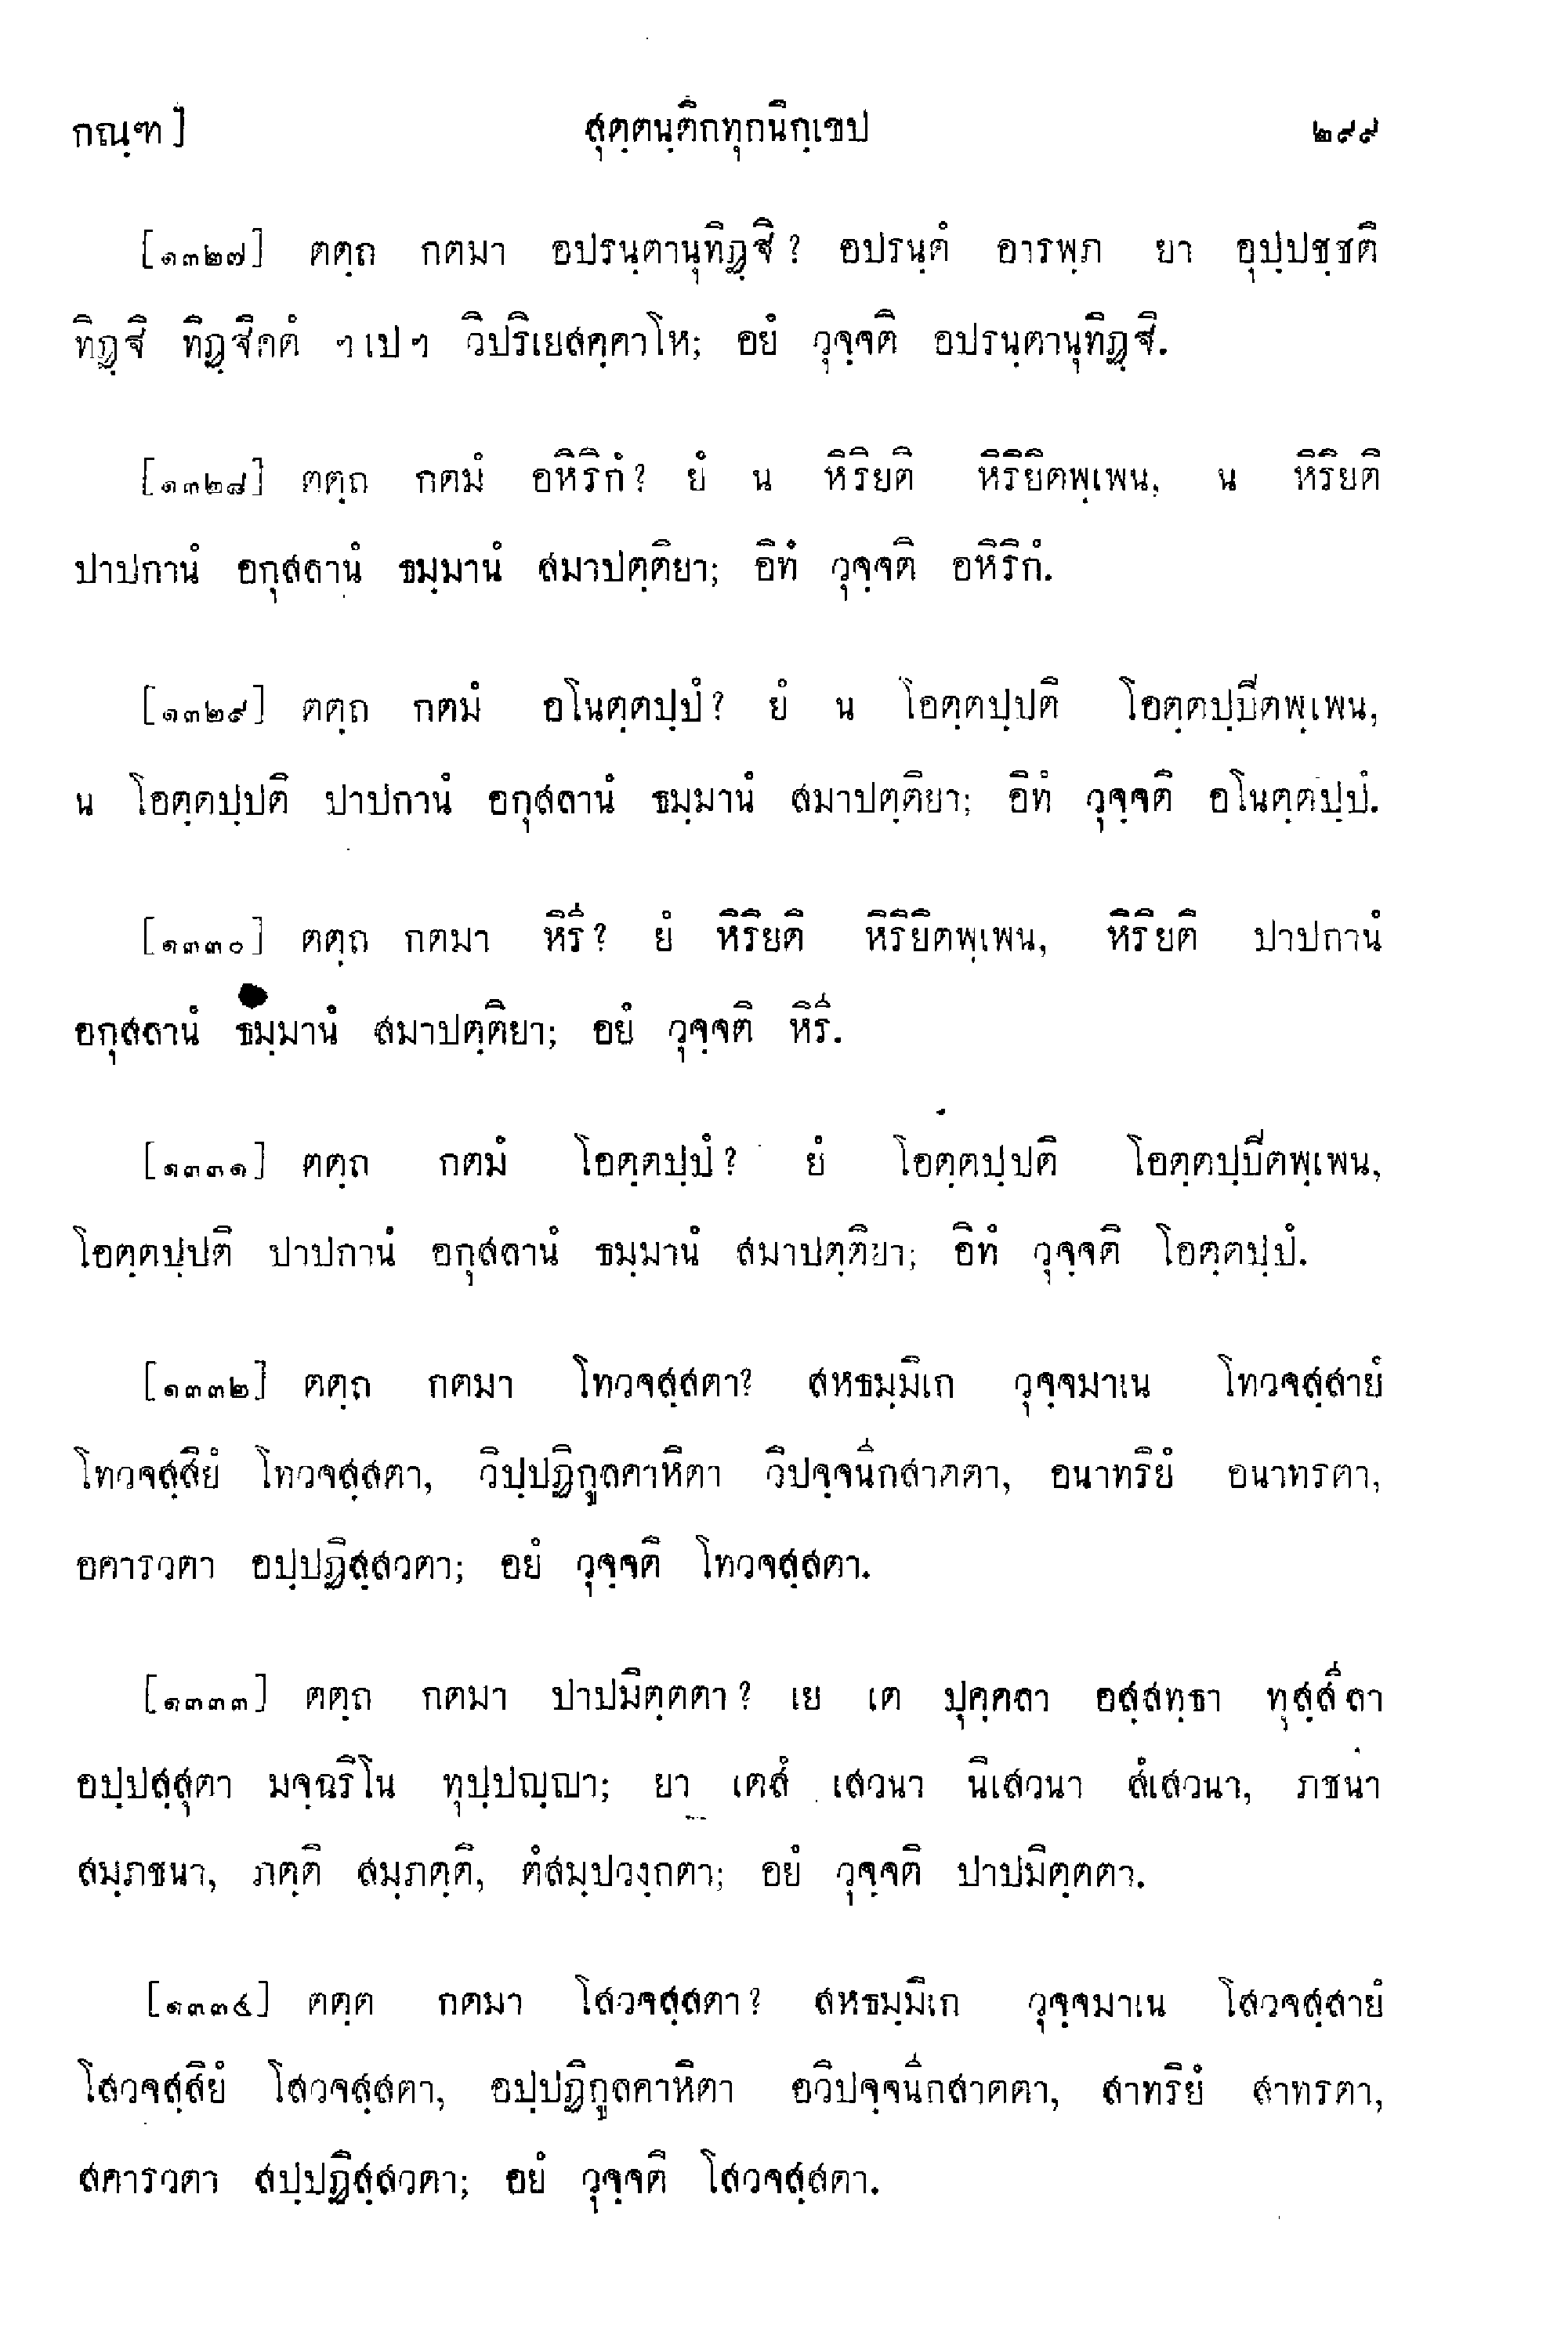 กณฺฑ] สุตฺตนฺติกทุกนิกฺเขป ๒๙๙
[๑๓๒๗] ตตฺถ กตมา อปรนฺตานุทิฏฺฐิ? อปรนฺตํ อารพฺภ ยา อุปฺปชฺชติ
ทิฏฺฐิ ทิฏฺฐิคตํ ฯ เป ฯ วิปริเยสคฺคาโห; อยํ วุจฺจติ อปรนฺตานุทิฏฺฐิ.
[๑๓๒๘] ตตฺถ กตมํ อหิริกํ? ยํ น หิริยติ หิริยิตพฺเพน, น หิริยติ
ปาปกานํ อกุสลานํ ธมฺมานํ สมาปตฺติยา; อิทํ วุจฺจติ อหิริกํ.
[๑๓๒๙] ตตฺถ กตมํ อโนตฺตปฺปํ? ยํ น โอตฺตปฺปติ โอตฺตปฺปีตพฺเพน,
น โอตฺตปฺปติ ปาปกานํ อกุสลานํ ธมฺมานํ สมาปตฺติยา; อิทํ วุจฺจติ อโนตฺตปฺปํ.
[๑๓๓๐] ตตฺถ กตมา หิรี? ยํ หิริยติ หิริยิตพฺเพน, หิริยติ ปาปกานํ
อกุสลานํ ธมฺมานํ สมาปตฺติยา; อยํ วุจฺจติ หิรี.
[๑๓๓๑] ตตฺถ กตมํ โอตฺตปฺปํ? ยํ โอตฺตปฺปติ โอตฺตปฺปีตพฺเพน,
โอตฺตปฺปติ ปาปกานํ อกุสลานํ ธมฺมานํ สมาปตฺติยา; อิทํ วุจฺจติ โอตฺตปฺปํ.
[๑๓๓๒] ตตฺถ กตมา โทวจสฺสตา? สหธมฺมิเก วุจฺจมาเน โทวจสฺสายํ
โทวจสฺสิยํ โทวจสฺสตา, วิปฺปฏิกูลคาหิตา วิปจฺจนีกสาตตา, อนาทริยํ อนาทรตา,
อคารวตา อปฺปฏิสฺสวตา; อยํ วุจฺจติ โทวจสฺสตา.
[๑๓๓๓] ตตฺถ กตมา ปาปมิตฺตตา? เย เต ปุคฺคลา อสฺสทฺธา ทุสฺสีลา
อปฺปสฺสุตา มจฺฉริโน ทุปฺปญฺญา; ยา เตสํ เสวนา นิเสวนา สํเสวนา, ภชนา
สมฺภชนา, ภตฺติ สมฺภตฺติ, ตํสมฺปวงฺกตา; อยํ วุจฺจติ ปาปมิตฺตตา.
[๑๓๓๔] ตตฺต กตมา โสวจสฺสตา? สหธมฺมิเก วุจฺจมาเน โสวจสฺสายํ
โสวจสฺสิยํ โสวจสฺสตา, อปฺปฏิกูลคาหิตา อวิปจฺจนีกสาตตา, สาทริยํ สาทรตา,
สคารวตา สปฺปฏิสฺสวตา; อยํ วุจฺจติ โสวจสฺสตา.